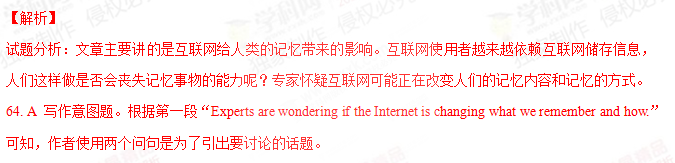 【解析】
试题分析：文章主要讲的是互联网给人类的记忆带来的影响。互联网使用者越来越依赖互联网储存信息，
人们这样做是否会丧失记忆事物的能力呢？专家怀疑互联网可能正在改变人们的记忆内容和记忆的方式。
64. A 写作意图题。根据第一段“Experts are wondering if the Internet is changing what we remember and how.”
可知，作者使用两个问句是为了引出要讨论的话题。